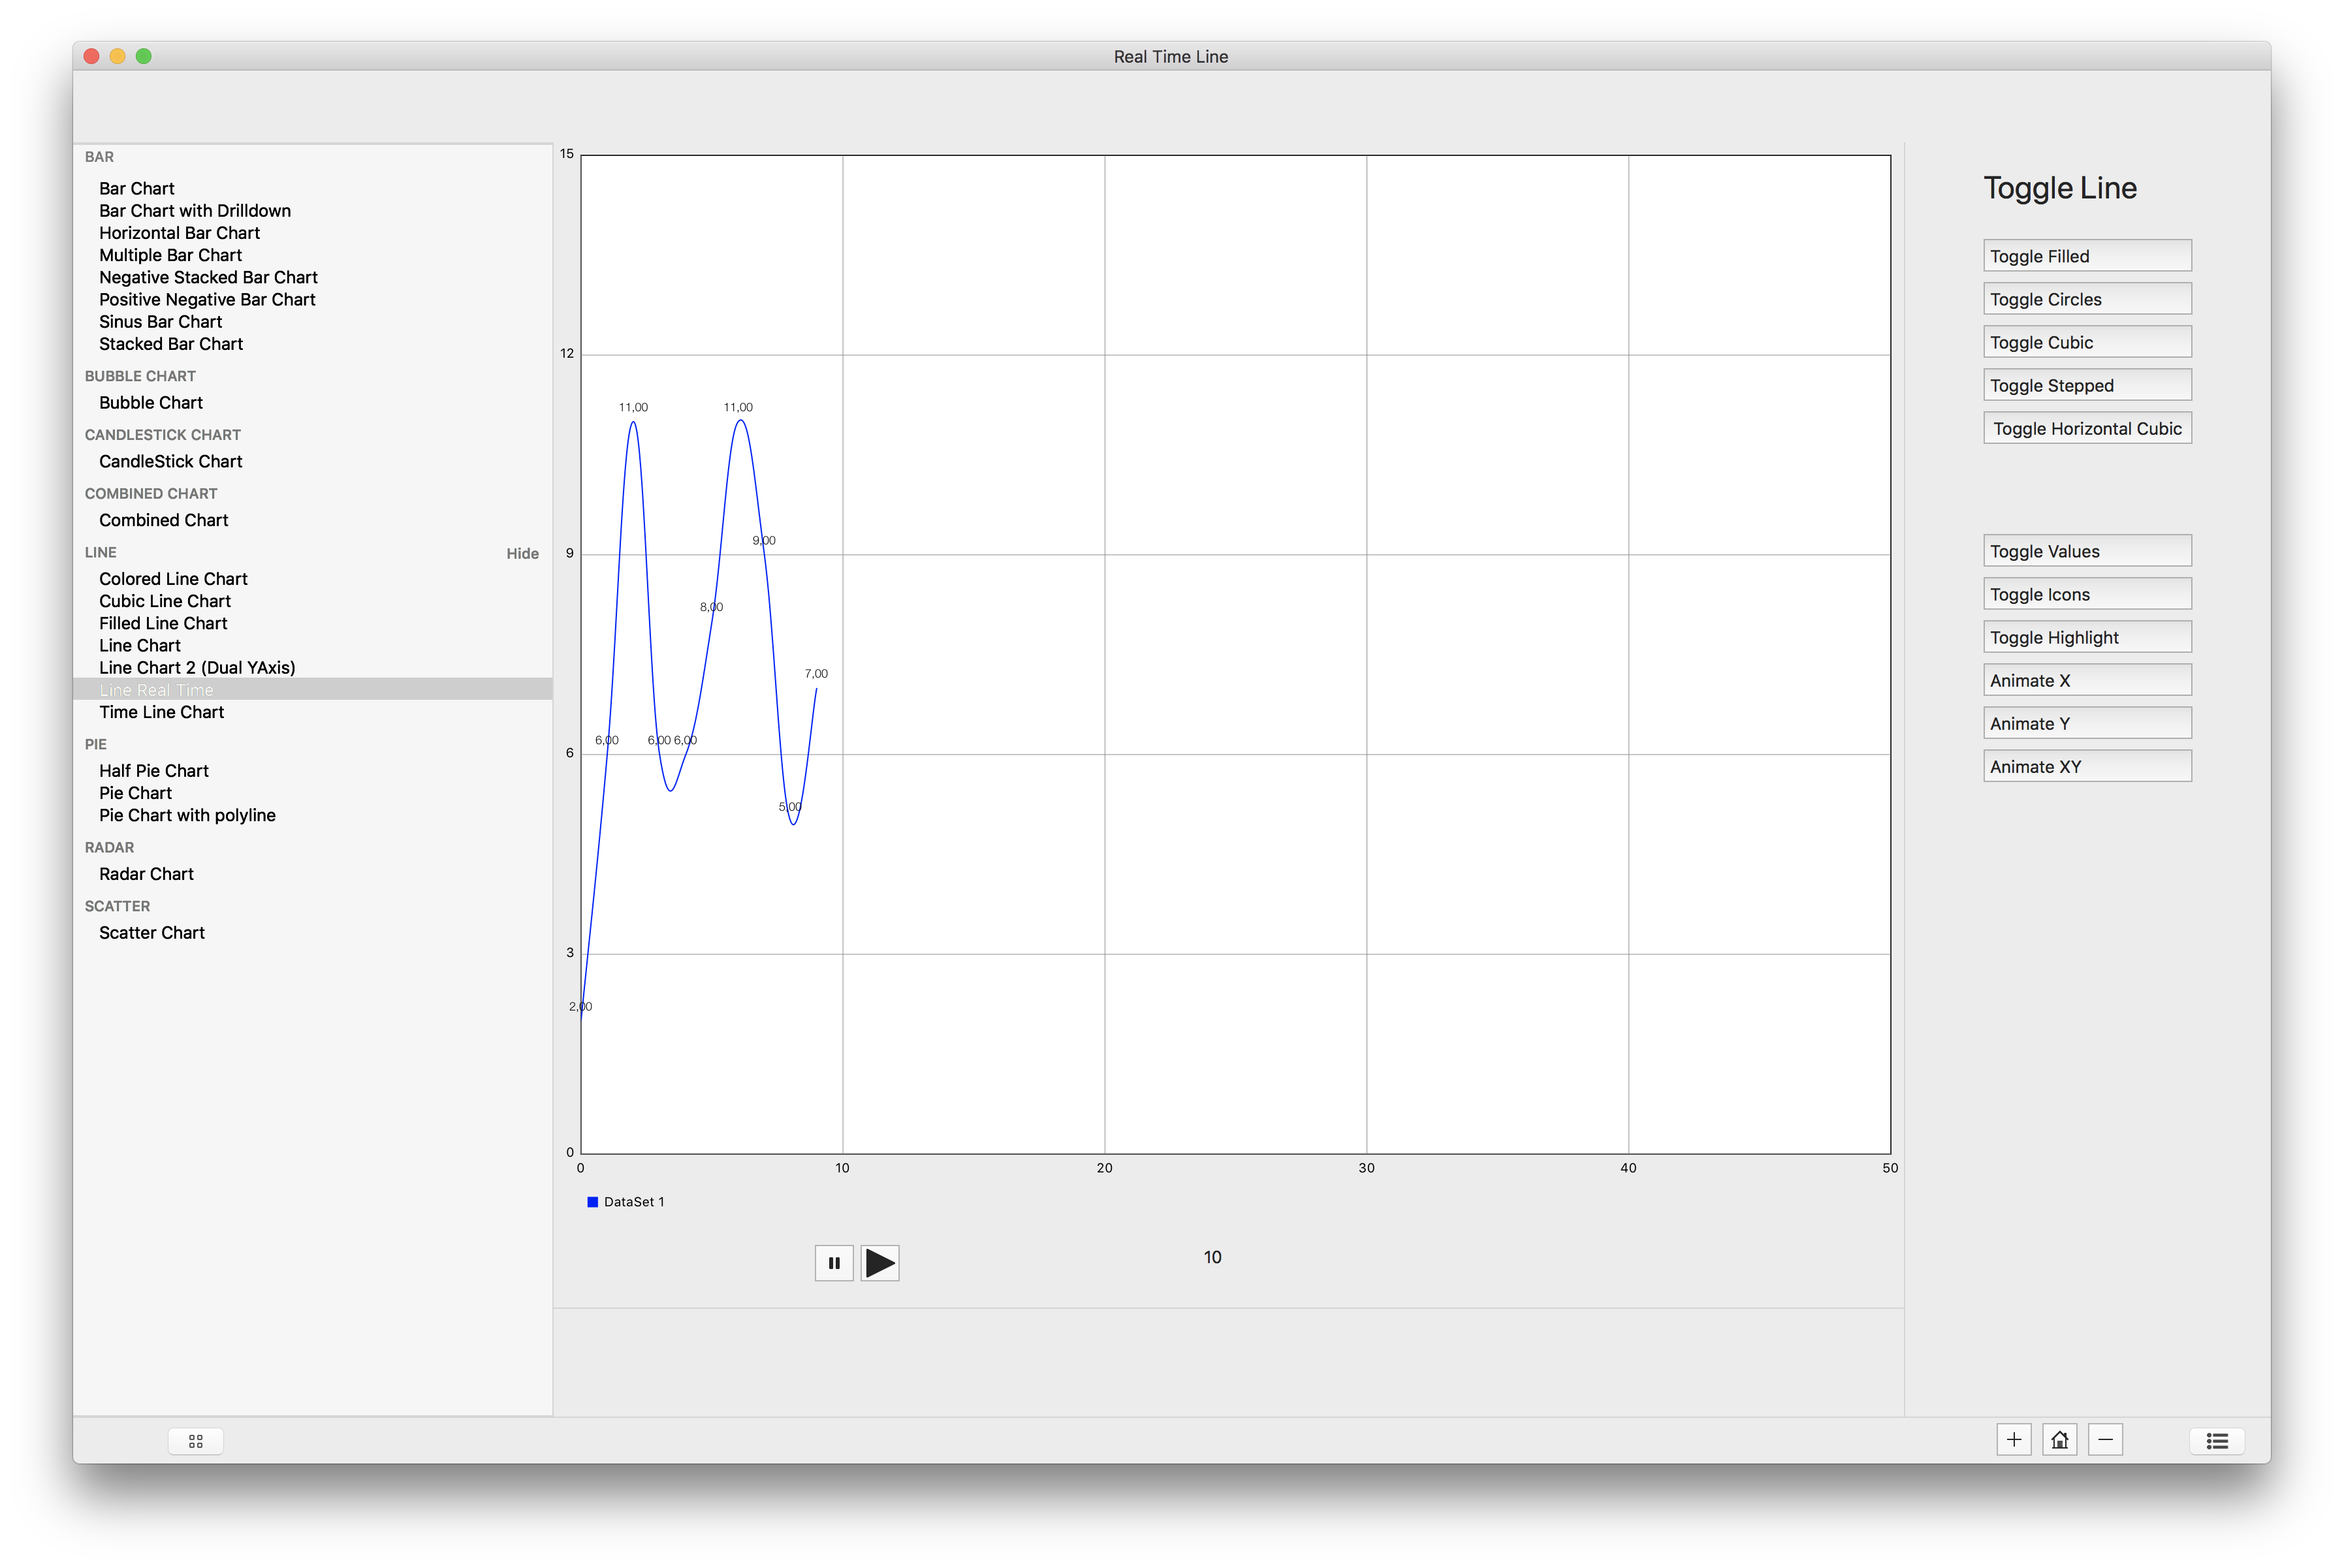 Real Time Line
BAR
Bar Chart
Bar Chart with Drilldown
Horizontal Bar Chart
Multiple Bar Chart
Negative Stacked Bar Chart
Positive Negative Bar Chart
Sinus Bar Chart
Stacked Bar Chart
BUBBLE CHART
Bubble Chart
CANDLESTICK CHART
CandleStick Chart
COMBINED CHART
Combined Chart
LINE Hide
Colored Line Chart
Cubic Line Chart
Filled Line Chart
Line Chart
Line Chart 2 (Dual YAxis)
Line Real Time
Time Line Chart
PIE
Half Pie Chart
Pie Chart
Pie Chart with polyline
RADAR
Radar Chart
SCATTER
Scatter Chart
15
12
11,00 11,00
9
9,00
8,00
7,00
6,00 6,00 6,00
6
5,00
3
2,00
0
0 10 20 30 40 50
DataSet 1
10
Toggle Line
Toggle Filled
Toggle Circles
Toggle Cubic
Toggle Stepped
Toggle Horizontal Cubic
Toggle Values
Toggle Icons
Toggle Highlight
Animate X
Animate Y
Animate XY